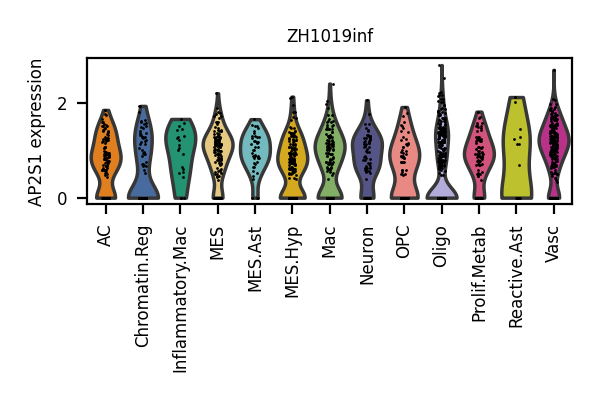 ZH1019inf
AP2S1 expression
2
0
AC
Chromatin.Reg
Inflammatory.Mac
MES
MES.Ast
MES.Hyp
Mac
Neuron
OPC
Oligo
Prolif.Metab
Reactive.Ast
Vasc